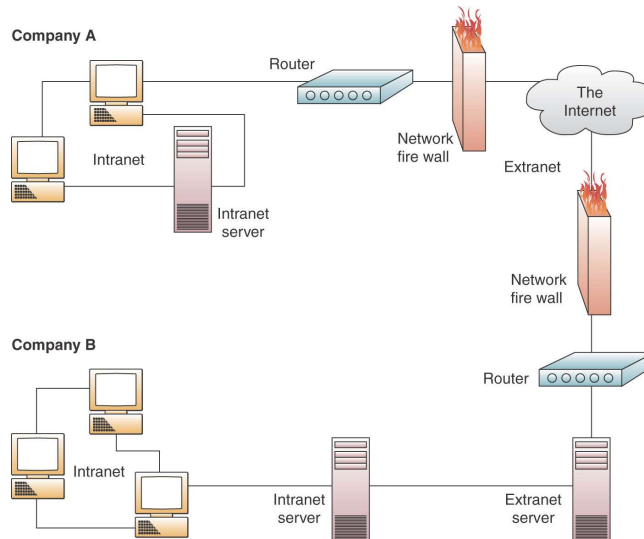 Company A
Router
The
Internet
Network
fire wall
Intranet
Extranet
Intranet
server
Network
fire wall
Company B
Router
Intranet
Intranet
server
Extranet
server